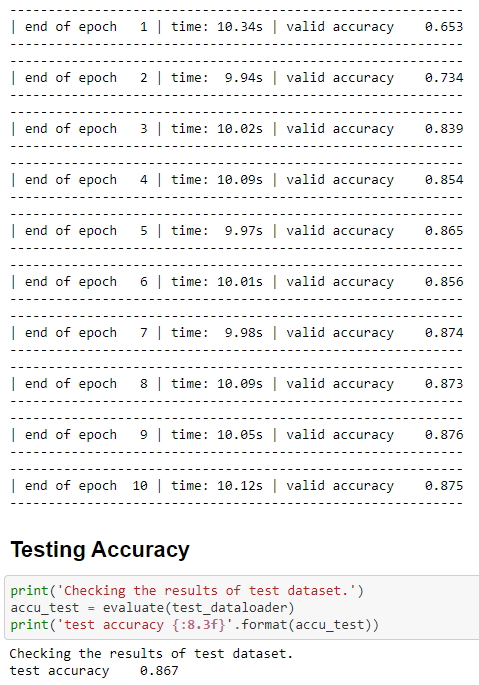 -----------------------------------------------------------
| end of epoch   1 | time: 10.34s | valid accuracy    0.653
-----------------------------------------------------------
-----------------------------------------------------------
| end of epoch   2 | time:  9.94s | valid accuracy    0.734
-----------------------------------------------------------
-----------------------------------------------------------
| end of epoch   3 | time: 10.02s | valid accuracy    0.839
-----------------------------------------------------------
-----------------------------------------------------------
| end of epoch   4 | time: 10.09s | valid accuracy    0.854
-----------------------------------------------------------
-----------------------------------------------------------
| end of epoch   5 | time:  9.97s | valid accuracy    0.865
-----------------------------------------------------------
-----------------------------------------------------------
| end of epoch   6 | time: 10.01s | valid accuracy    0.856
-----------------------------------------------------------
-----------------------------------------------------------
| end of epoch   7 | time:  9.98s | valid accuracy    0.874
-----------------------------------------------------------
-----------------------------------------------------------
| end of epoch   8 | time: 10.09s | valid accuracy    0.873
-----------------------------------------------------------
-----------------------------------------------------------
| end of epoch   9 | time: 10.05s | valid accuracy    0.876
-----------------------------------------------------------
-----------------------------------------------------------
| end of epoch  10 | time: 10.12s | valid accuracy    0.875
-----------------------------------------------------------
Testing Accuracy
print('Checking the results of test dataset.')
accu_test = evaluate(test_dataloader)
print('test accuracy {:8.3f}'.format(accu_test))
Checking the results of test dataset.
test accuracy    0.867